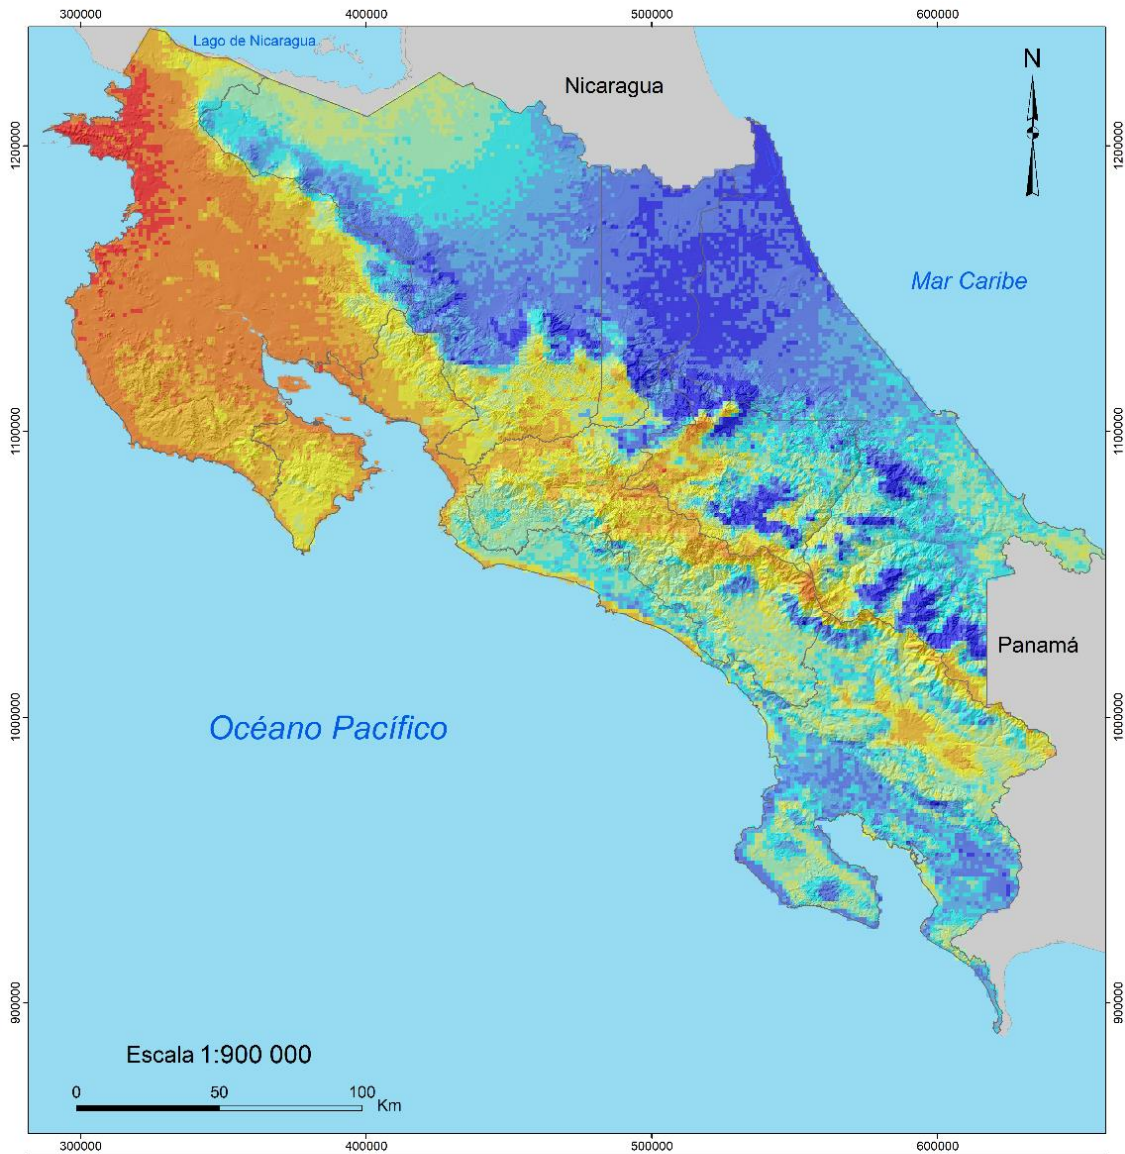 300000 400000 500000 600000
Lago de Nicaragua
N
Nicaragua
1200000 1200000
Mar Caribe
1100000 1100000
Panamá
Océano Pacífico
1000000 1000000
900000 900000
Escala 1:900 000
0 50 100
Km
300000 400000 500000 600000